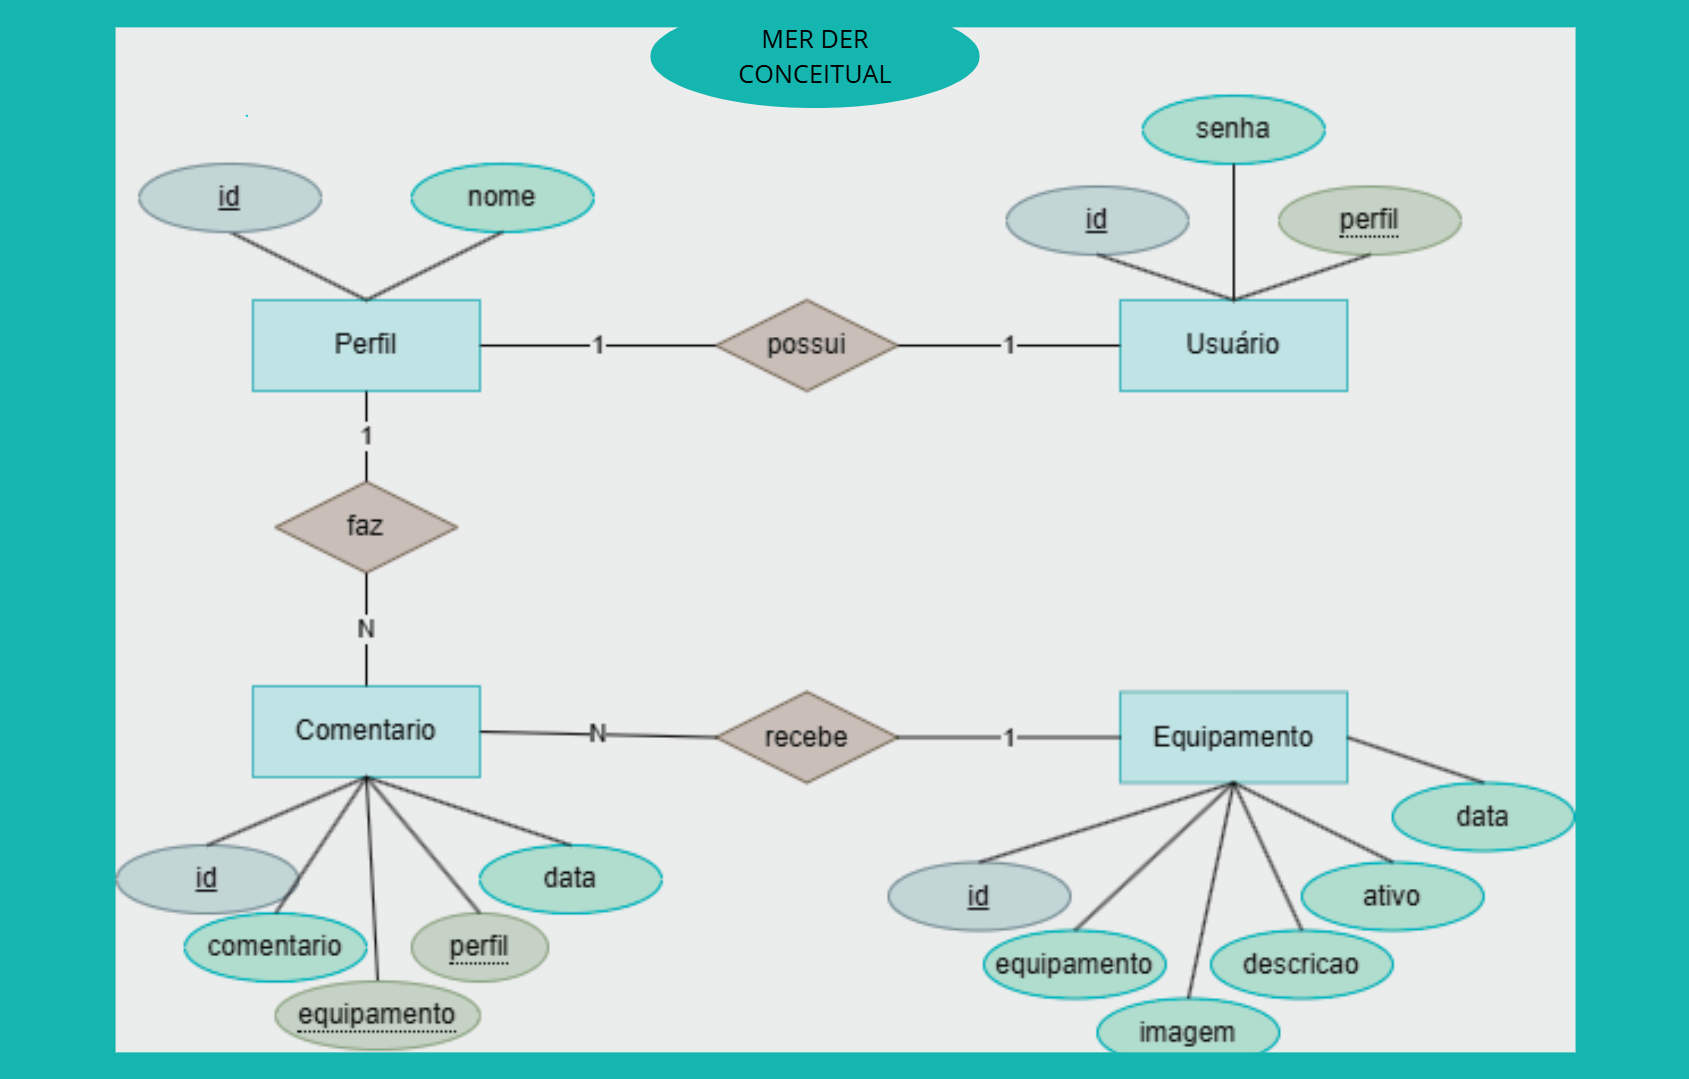 MER DER
CONCEITUAL
senha
id
nome
id
perfil
Perfil
1
possui
1
Usuário
1
faz
N
Comentario
N
recebe
1
Equipamento
data
id
data
id
ativo
comentario
perfil
equipamento
descricao
equipamento
imagem